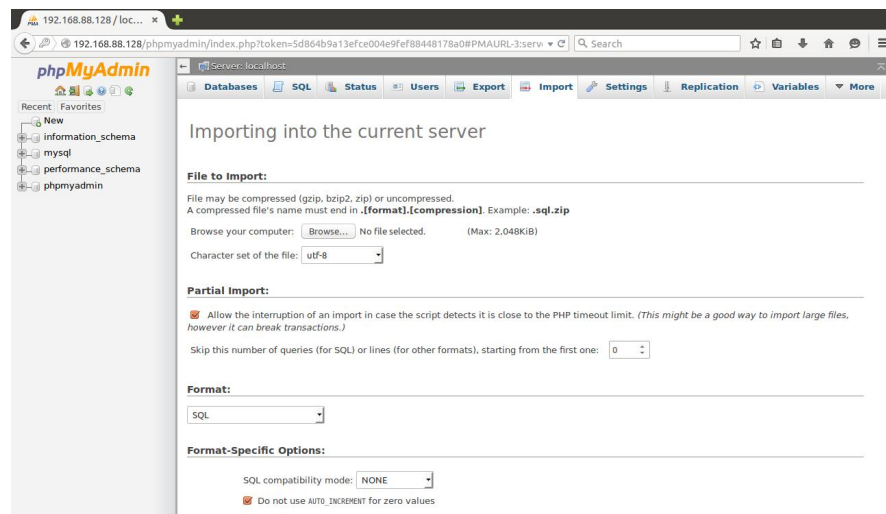 192.168.88.128 / loc...
192.168.88.128/phpmyadmin/index.php?token=5d864b9a13efce004e9fef88448178a0#PMAURL-3:serv
Search
phpMyAdmin
Recent Favorites
New
information_schema
mysql
performance_schema
phpmyadmin
Server: localhost
Databases SQL Status Users Export Import Settings Replication Variables More
Importing into the current server
File to Import:
File may be compressed (gzip, bzip2, zip) or uncompressed.
A compressed file's name must end in .[format].[compression]. Example: .sql.zip
Browse your computer: Browse... No file selected. (Max: 2,048KiB)
Character set of the file: utf-8
Partial Import:
Allow the interruption of an import in case the script detects it is close to the PHP timeout limit. (This might be a good way to import large files,
however it can break transactions.)
Skip this number of queries (for SQL) or lines (for other formats), starting from the first one: 0
Format:
SQL
Format-Specific Options:
SQL compatibility mode: NONE
Do not use AUTO_INCREMENT for zero values